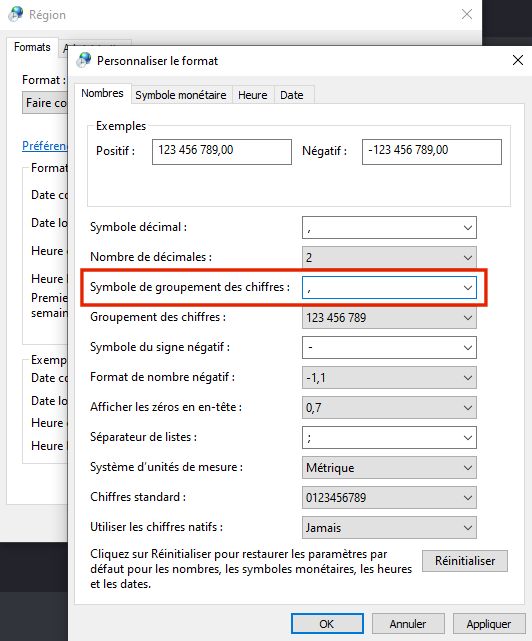 Région
Formats
Personnaliser le format
Format :
Nombres
Symbole monétaire
Heure
Date
Faire co
Exemples
Positif :
123 456 789,00
Négatif :
-123 456 789,00
Préféren
Format
Date co
Symbole décimal :
,
Date lo
Nombre de décimales :
2
Heure
Symbole de groupement des chiffres :
,
Heure
Premie
semain
Groupement des chiffres :
123 456 789
Symbole du signe négatif :
-
Exemp
Date co
Format de nombre négatif :
-1,1
Date lo
Afficher les zéros en en-tête :
0,7
Heure
Séparateur de listes :
;
Heure
Système d'unités de mesure :
Métrique
Chiffres standard :
0123456789
Utiliser les chiffres natifs :
Jamais
Cliquez sur Réinitialiser pour restaurer les paramètres par
défaut pour les nombres, les symboles monétaires, les heures
et les dates.
Réinitialiser
OK
Annuler
Appliquer